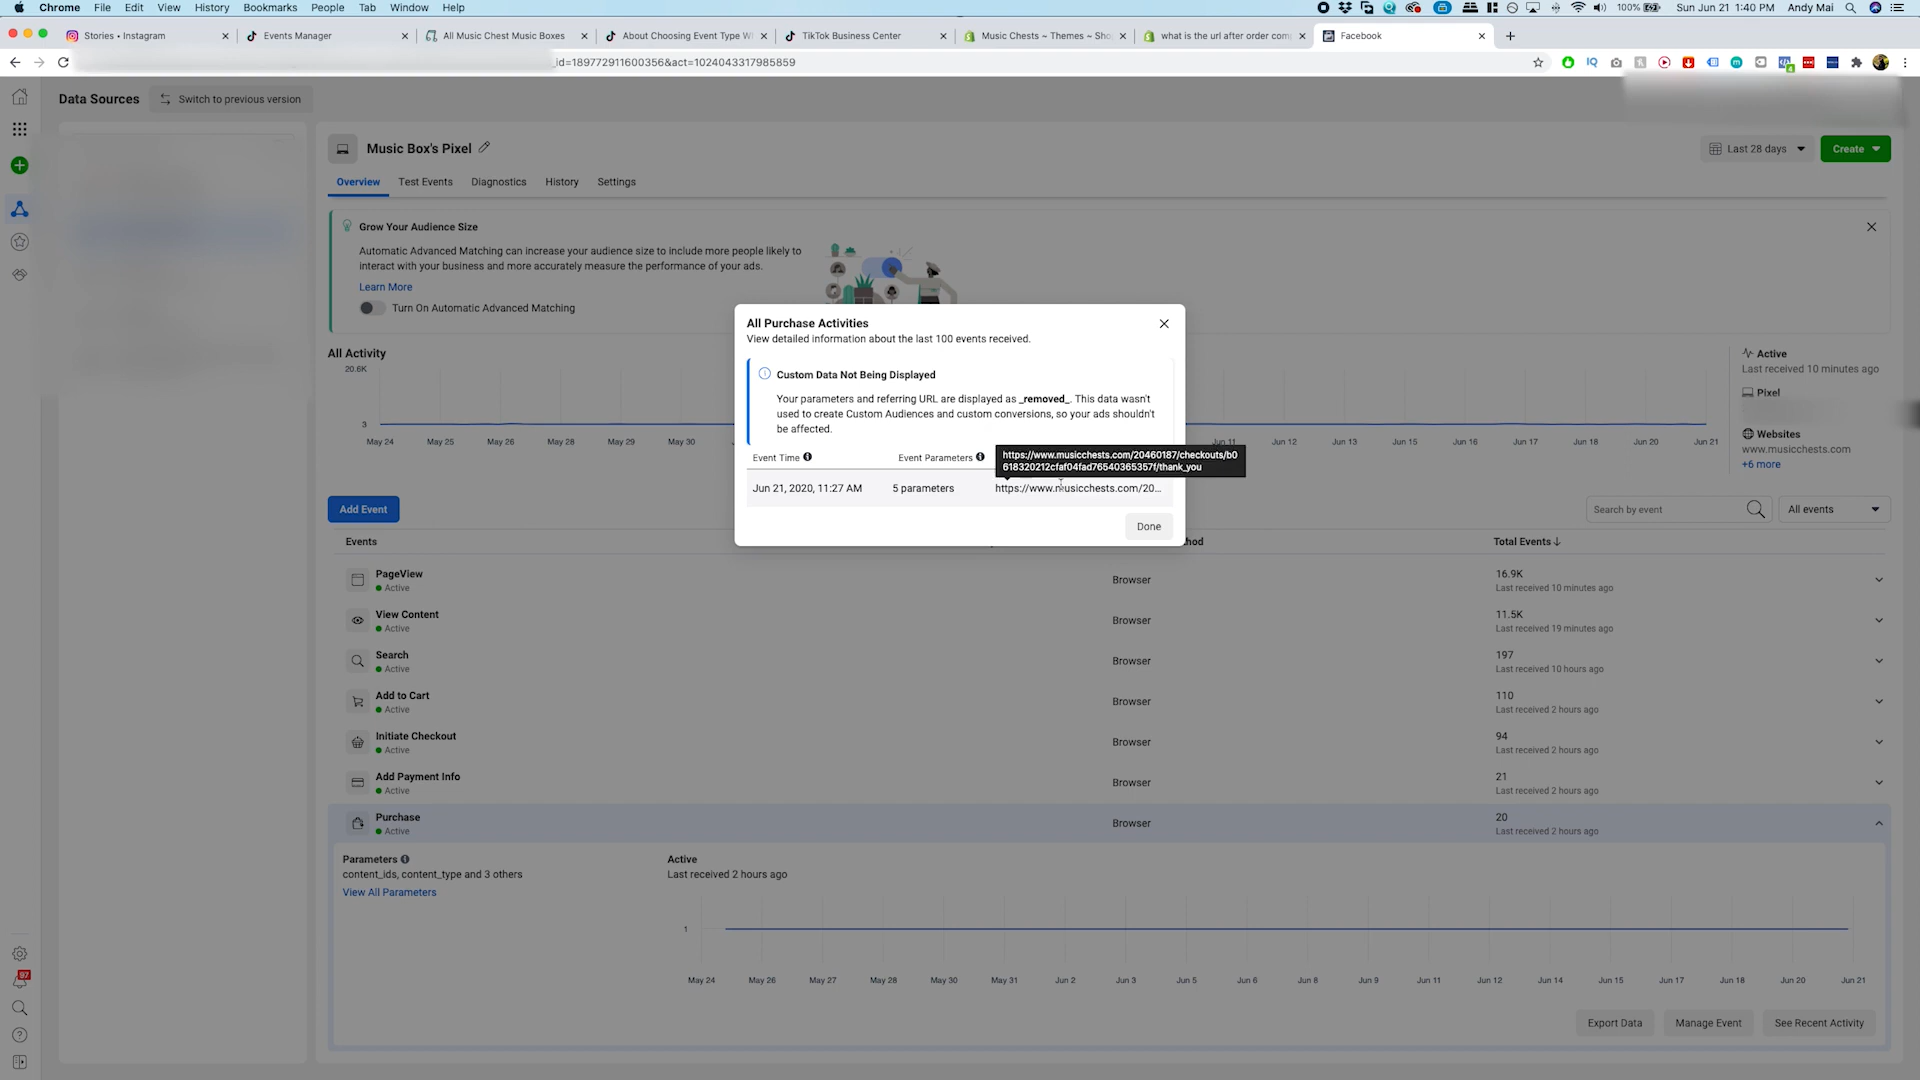 Chrome File Edit View History Bookmarks People Tab Window Help 100% Sun Jun 21 1:40 PM Andy Mai
Stories • Instagram
Events Manager
All Music Chest Music Boxes
About Choosing Event Type W
TikTok Business Center
Music Chests ~ Themes ~ Sho
what is the url after order com
Facebook
_id=189772911600356&act=1024043317985859
Data Sources
Switch to previous version
Music Box's Pixel
Last 28 days
Create
Overview Test Events Diagnostics History Settings
Grow Your Audience Size
Automatic Advanced Matching can increase your audience size to include more people likely to
interact with your business and more accurately measure the performance of your ads.
Learn More
Turn On Automatic Advanced Matching
All Purchase Activities
View detailed information about the last 100 events received.
Custom Data Not Being Displayed
Your parameters and referring URL are displayed as _removed_. This data wasn't
used to create Custom Audiences and custom conversions, so your ads shouldn't
be affected.
Event Time Event Parameters
https://www.musicchests.com/20460187/checkouts/b0
618320212cfaf04fad76540365357f/thank_you
Jun 21, 2020, 11:27 AM 5 parameters https://www.musicchests.com/20...
Done
All Activity
20.6K
3
May 24 May 25 May 26 May 28 May 29 May 30 Jun 11 Jun 12 Jun 13 Jun 15 Jun 16 Jun 17 Jun 18 Jun 20 Jun 21
Active
Last received 10 minutes ago
Pixel
Websites
www.musicchests.com
+6 more
Add Event
Search by event
All events
Events
thod
Total Events
PageView
Active
Browser
16.9K
Last received 10 minutes ago
View Content
Active
Browser
11.5K
Last received 19 minutes ago
Search
Active
Browser
197
Last received 10 hours ago
Add to Cart
Active
Browser
110
Last received 2 hours ago
Initiate Checkout
Active
Browser
94
Last received 2 hours ago
Add Payment Info
Active
Browser
21
Last received 2 hours ago
Purchase
Active
Browser
20
Last received 2 hours ago
Parameters
content_ids, content_type and 3 others
View All Parameters
Active
Last received 2 hours ago
1
May 24 May 26 May 27 May 28 May 30 May 31 Jun 2 Jun 3 Jun 5 Jun 6 Jun 8 Jun 9 Jun 11 Jun 12 Jun 14 Jun 15 Jun 17 Jun 18 Jun 20 Jun 21
97
Export Data
Manage Event
See Recent Activity